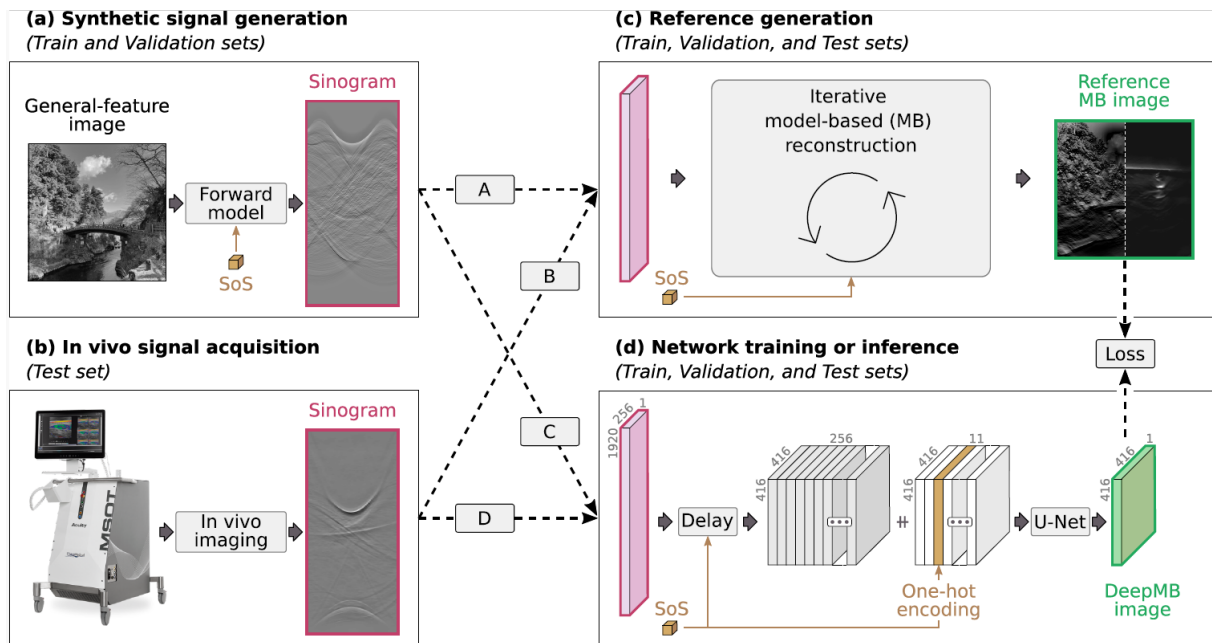 (a) Synthetic signal generation
(Train and Validation sets)
General-feature
image
Forward
model
SoS
Sinogram
A
B
C
D
(b) In vivo signal acquisition
(Test set)
MSOT
Acuity
In vivo
imaging
Sinogram
(c) Reference generation
(Train, Validation, and Test sets)
Iterative
model-based (MB)
reconstruction
SoS
Reference
MB image
Loss
(d) Network training or inference
(Train, Validation, and Test sets)
1920
256
1
Delay
SoS
416
416
256
++
416
416
11
One-hot
encoding
U-Net
416
416
1
DeepMB
image